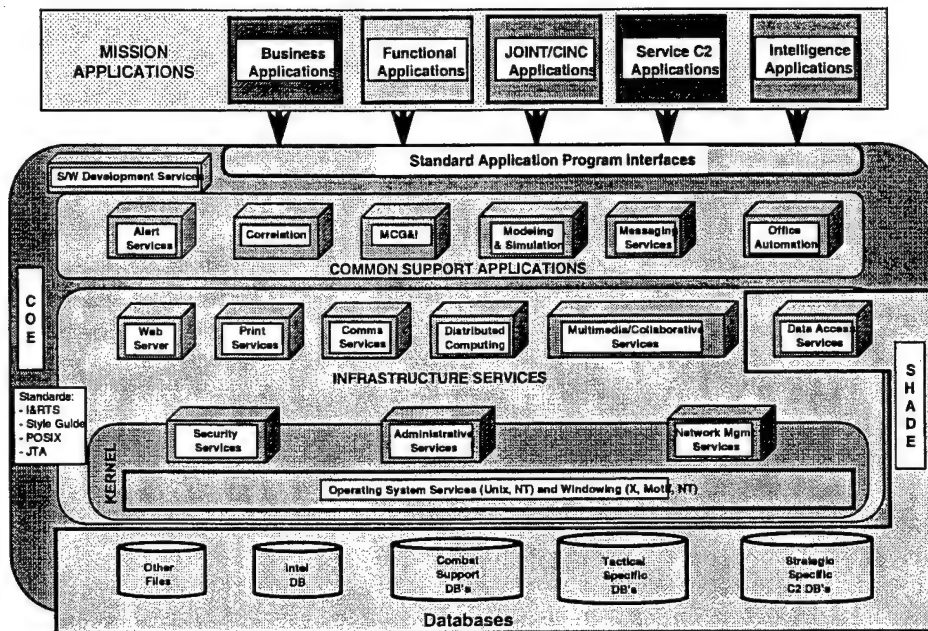 MISSION
APPLICATIONS
Business
Applications
Functional
Applications
JOINT/CINC
Applications
Service C2
Applications
Intelligence
Applications
Standard Application Program Interfaces
S/W Development Services
Alert
Services
Correlation
MCG&I
Modeling
& Simulation
Messaging
Services
Office
Automation
COMMON SUPPORT APPLICATIONS
COE
Web
Server
Print
Services
Comms
Services
Distributed
Computing
Multimedia/Collaborative
Services
Data Access
Services
INFRASTRUCTURE SERVICES
SHADE
Standards:
- I&RTS
- Style Guide
- POSIX
- JTA
Security
Services
Administrative
Services
Network Mgmt
Services
KERNEL
Operating System Services (Unix, NT) and Windowing (X, Motif, NT)
Other
Files
Intel
DB
Combat
Support
DB's
Tactical
Specific
DB's
Strategic
Specific
C2 DB's
Databases